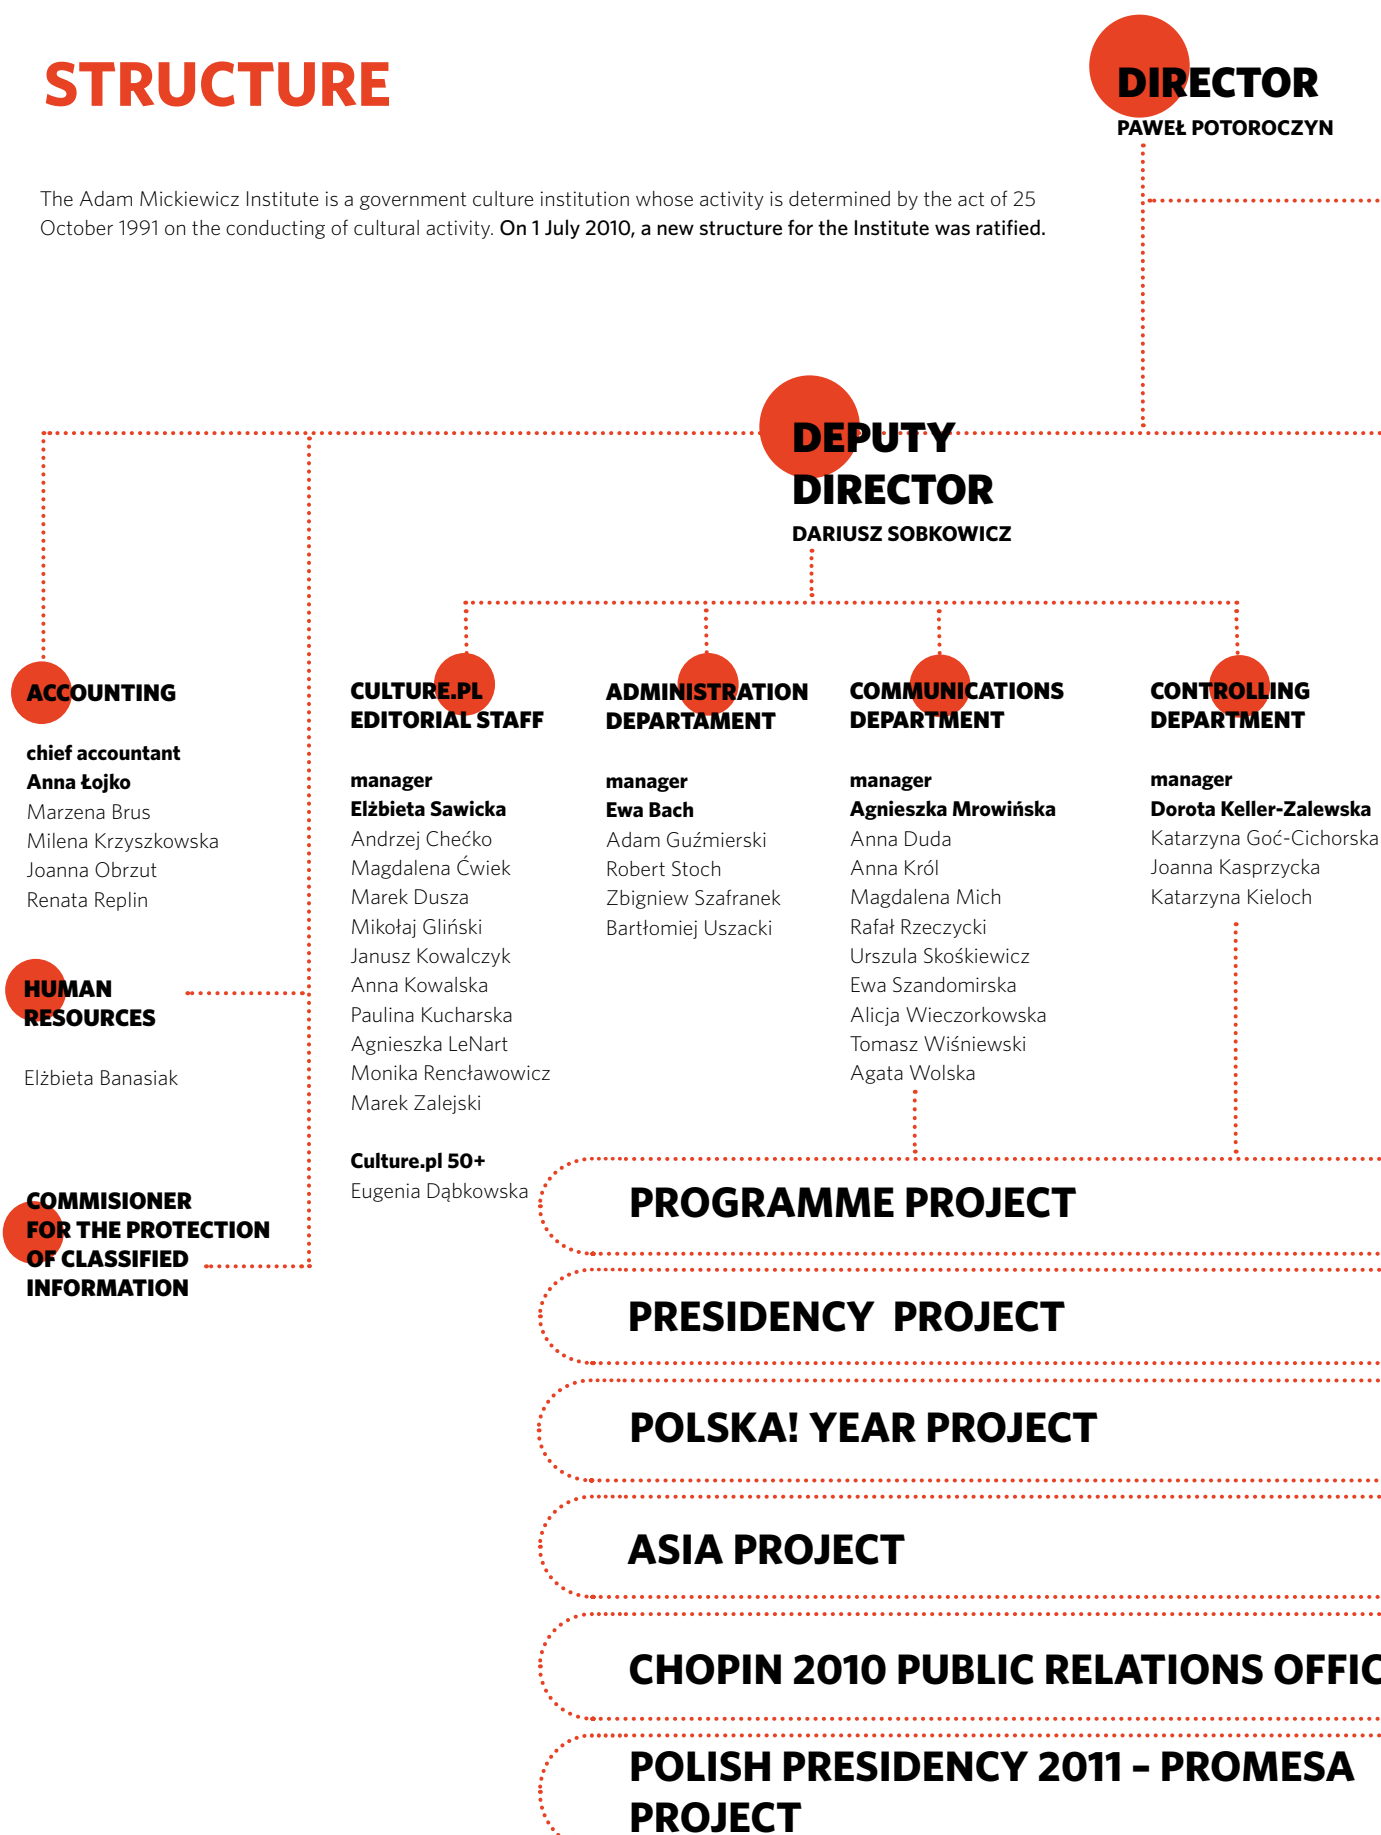 STRUCTURE
DIRECTOR
PAWEŁ POTOROCZYN
The Adam Mickiewicz Institute is a government culture institution whose activity is determined by the act of 25
October 1991 on the conducting of cultural activity. On 1 July 2010, a new structure for the Institute was ratified.
DEPUTY
DIRECTOR
DARIUSZ SOBKOWICZ
ACCOUNTING
chief accountant
Anna Łojko
Marzena Brus
Milena Krzyszkowska
Joanna Obrzut
Renata Replin
HUMAN
RESOURCES
Elżbieta Banasiak
COMMISIONER
FOR THE PROTECTION
OF CLASSIFIED
INFORMATION
CULTURE.PL
EDITORIAL STAFF
manager
Elżbieta Sawicka
Andrzej Chećko
Magdalena Ćwiek
Marek Dusza
Mikołaj Gliński
Janusz Kowalczyk
Anna Kowalska
Paulina Kucharska
Agnieszka LeNart
Monika Rencławowicz
Marek Zalejski
Culture.pl 50+
Eugenia Dąbkowska
ADMINISTRATION
DEPARTAMENT
manager
Ewa Bach
Adam Guźmierski
Robert Stoch
Zbigniew Szafranek
Bartłomiej Uszacki
COMMUNICATIONS
DEPARTMENT
manager
Agnieszka Mrowińska
Anna Duda
Anna Król
Magdalena Mich
Rafał Rzeczycki
Urszula Skośkiewicz
Ewa Szandomirska
Alicja Wieczorkowska
Tomasz Wiśniewski
Agata Wolska
CONTROLLING
DEPARTMENT
manager
Dorota Keller-Zalewska
Katarzyna Goć-Cichorska
Joanna Kasprzycka
Katarzyna Kieloch
PROGRAMME PROJECT
PRESIDENCY PROJECT
POLSKA! YEAR PROJECT
ASIA PROJECT
CHOPIN 2010 PUBLIC RELATIONS OFFIC
POLISH PRESIDENCY 2011 – PROMESA
PROJECT